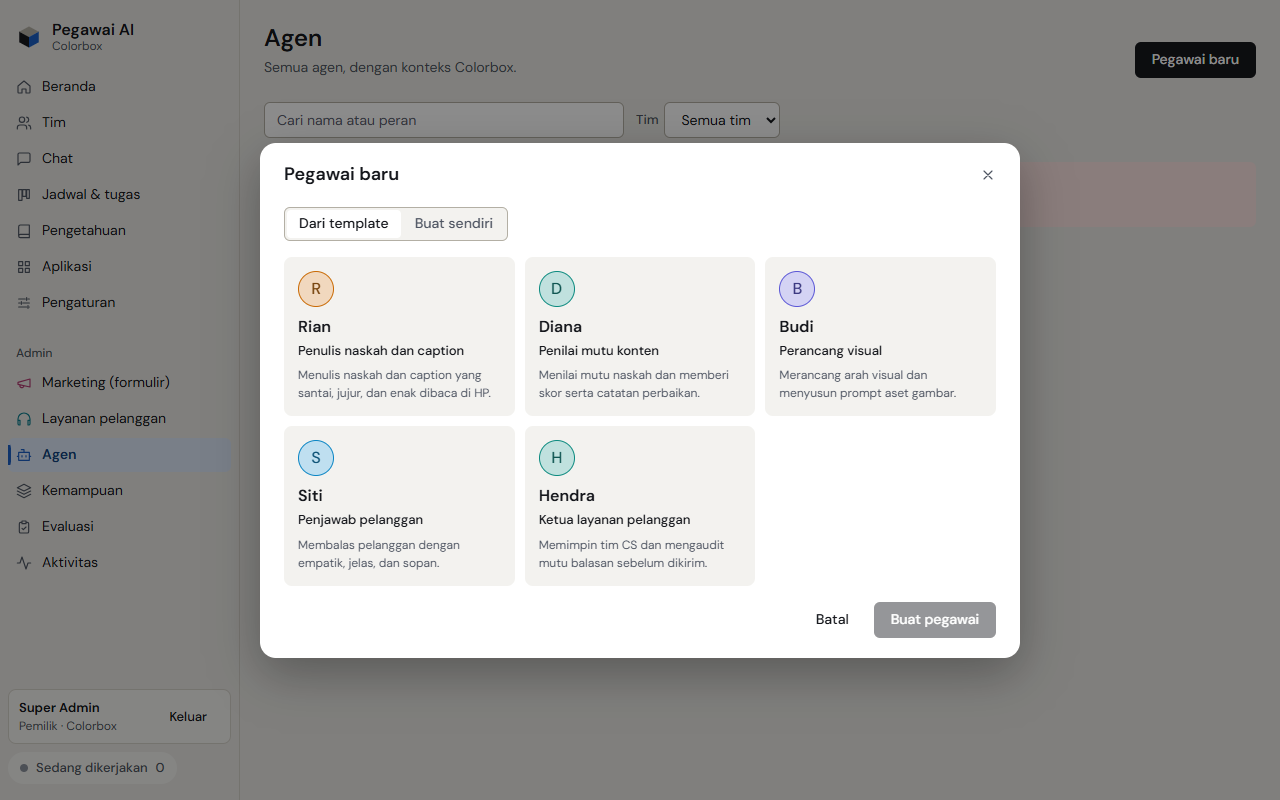 Pegawai AI
Colorbox
Beranda
Tim
Chat
Jadwal & tugas
Pengetahuan
Aplikasi
Pengaturan
Admin
Marketing (formulir)
Layanan pelanggan
Agen
Kemampuan
Evaluasi
Aktivitas
Super Admin
Pemilik · Colorbox
Keluar
Sedang dikerjakan 0
Agen
Semua agen, dengan konteks Colorbox.
Pegawai baru
Cari nama atau peran
Tim
Semua tim
Pegawai baru
Dari template
Buat sendiri
R
Rian
Penulis naskah dan caption
Menulis naskah dan caption yang
santai, jujur, dan enak dibaca di HP.
D
Diana
Penilai mutu konten
Menilai mutu naskah dan memberi
skor serta catatan perbaikan.
B
Budi
Perancang visual
Merancang arah visual dan
menyusun prompt aset gambar.
S
Siti
Penjawab pelanggan
Membalas pelanggan dengan
empatik, jelas, dan sopan.
H
Hendra
Ketua layanan pelanggan
Memimpin tim CS dan mengaudit
mutu balasan sebelum dikirim.
Batal
Buat pegawai